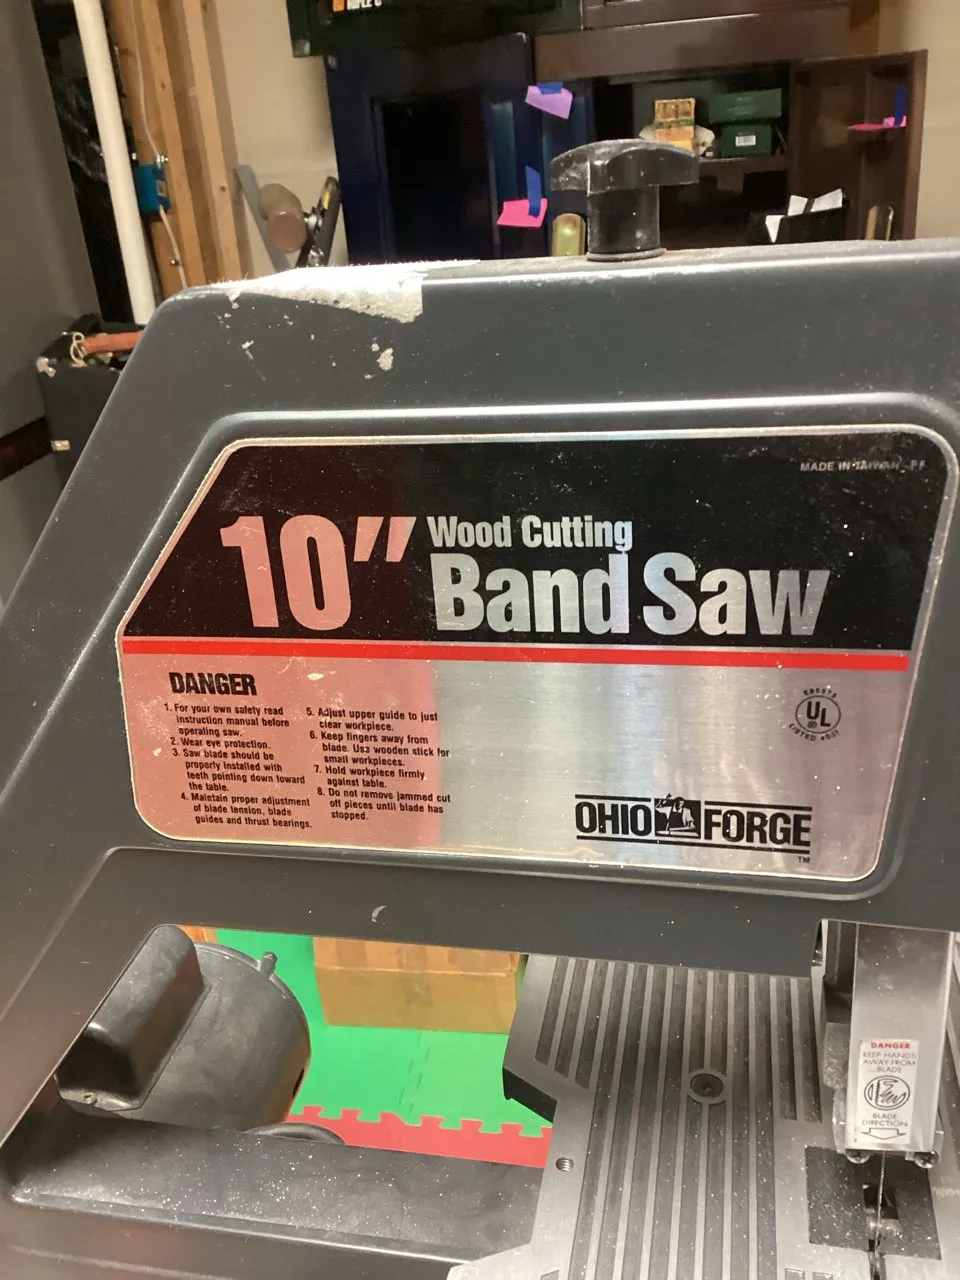 MADE IN TAIWAN
10" Wood Cutting
Band Saw
DANGER
1. For your own safety read
instruction manual before
operating saw.
2. Wear eye protection.
3. Saw blade should be
properly installed with
teeth pointing down toward
the table.
4. Maintain proper adjustment
of blade tension, blade
guides and thrust bearings.
5. Adjust upper guide to just
clear workpiece.
6. Keep fingers away from
blade. Use wooden stick for
small workpieces.
7. Hold workpiece firmly
against table.
8. Do not remove jammed cut
off pieces until blade has
stopped.
UL
®
LISTED
OHIO FORGE
TM
DANGER
KEEP HANDS
AWAY FROM
BLADE
BLADE
DIRECTION